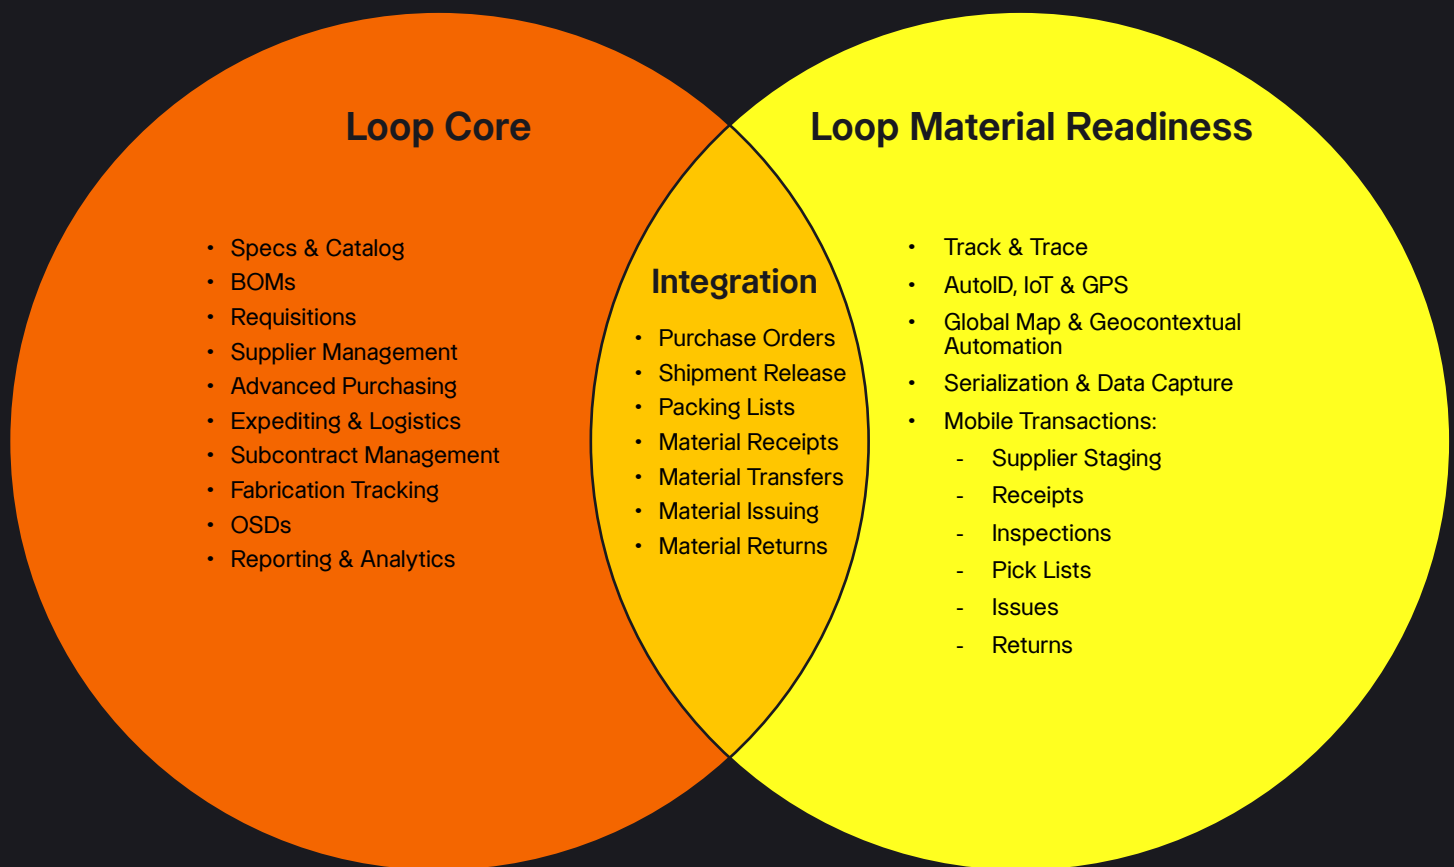 Loop Core
• Specs & Catalog
• BOMs
• Requisitions
• Supplier Management
• Advanced Purchasing
• Expediting & Logistics
• Subcontract Management
• Fabrication Tracking
• OSDs
• Reporting & Analytics
Integration
• Purchase Orders
• Shipment Release
• Packing Lists
• Material Receipts
• Material Transfers
• Material Issuing
• Material Returns
Loop Material Readiness
• Track & Trace
• AutoID, IoT & GPS
• Global Map & Geocontextual
Automation
• Serialization & Data Capture
• Mobile Transactions:
- Supplier Staging
- Receipts
- Inspections
- Pick Lists
- Issues
- Returns